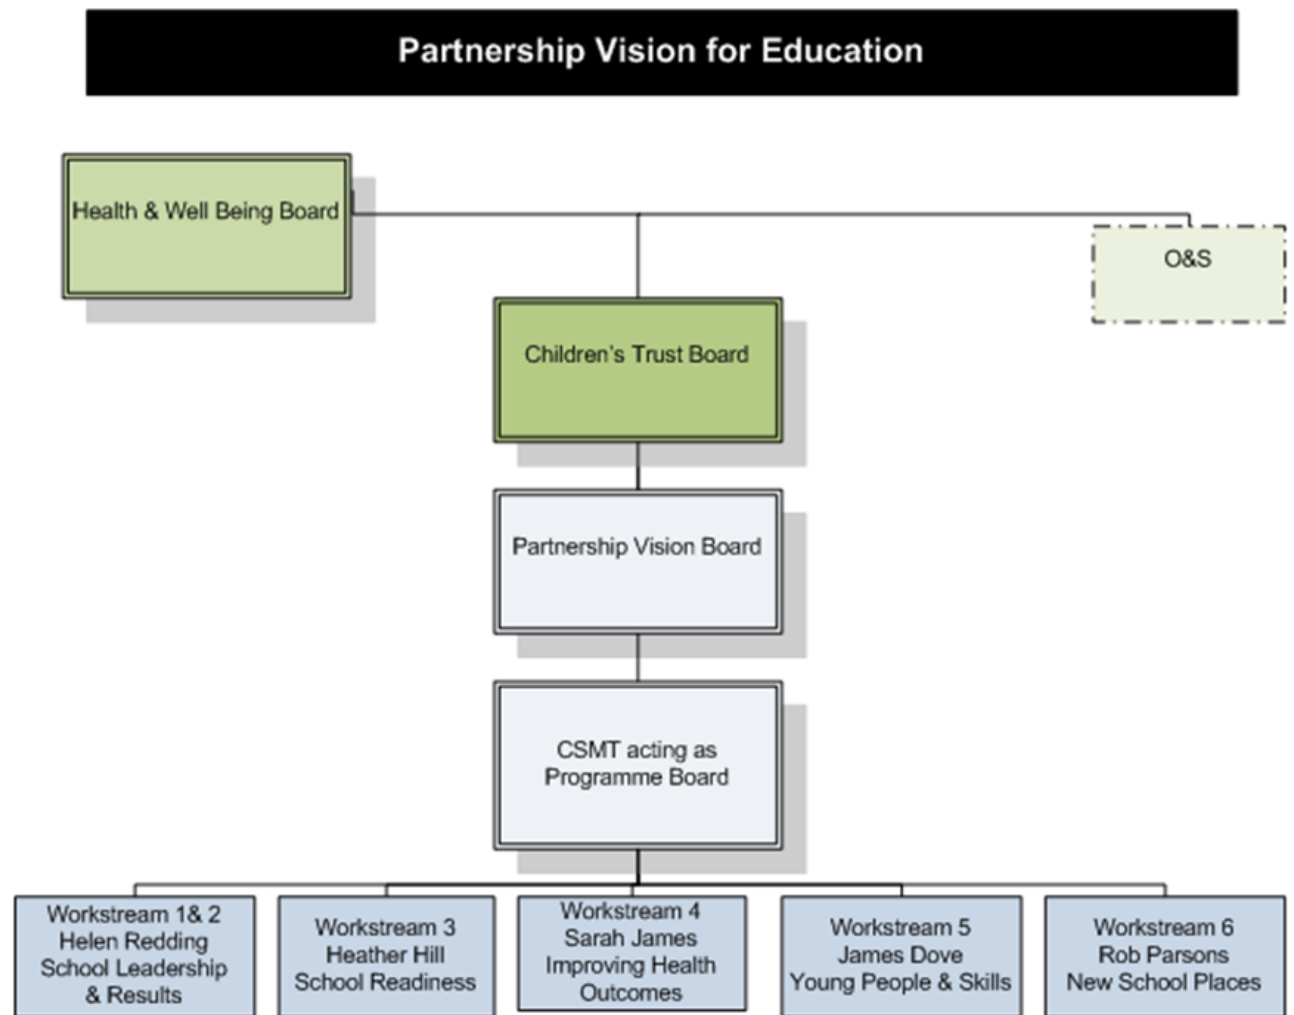 Partnership Vision for Education
Health & Well Being Board
O&S
Children's Trust Board
Partnership Vision Board
CSMT acting as
Programme Board
Workstream 1& 2
Helen Redding
School Leadership
& Results
Workstream 3
Heather Hill
School Readiness
Workstream 4
Sarah James
Improving Health
Outcomes
Workstream 5
James Dove
Young People & Skills
Workstream 6
Rob Parsons
New School Places